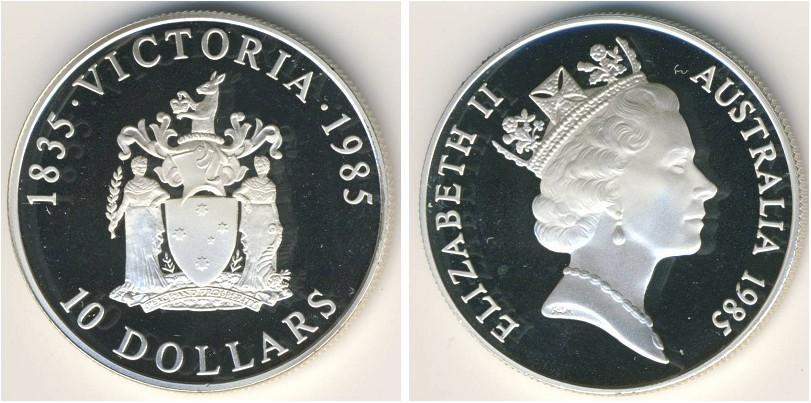 1835 · VICTORIA · 1985
10 DOLLARS
ELIZABETH II
AUSTRALIA 1985